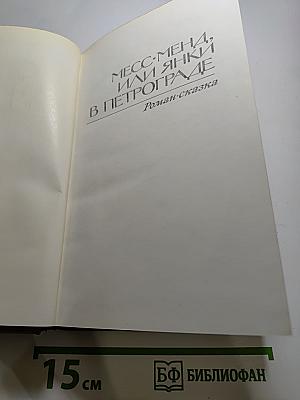 МЕСС-МЕНД,
ИЛИ ЯНКИ
В ПЕТРОГРАДЕ
Роман-сказка
15 см
БФ БИБЛИОФАН